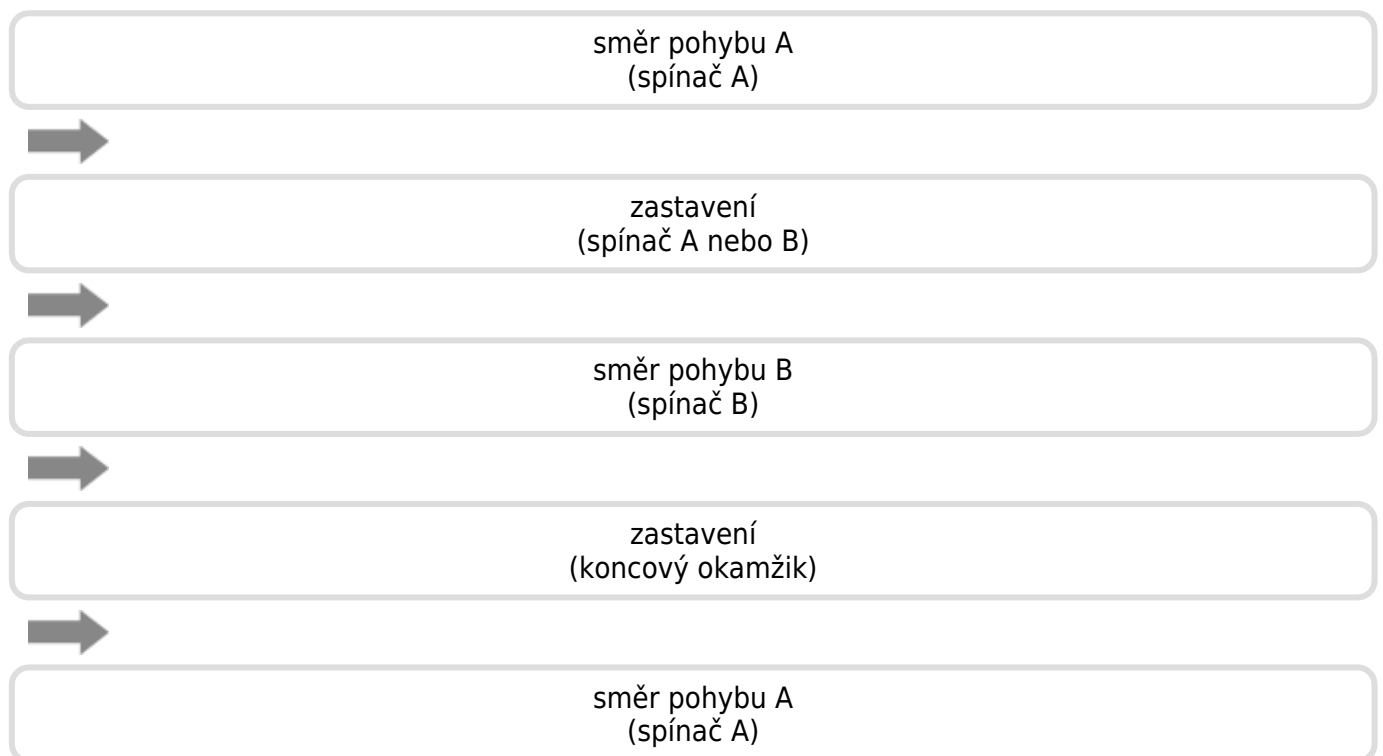 směr pohybu A
(spínač A)
zastavení
(spínač A nebo B)
směr pohybu B
(spínač B)
zastavení
(koncový okamžik)
směr pohybu A
(spínač A)